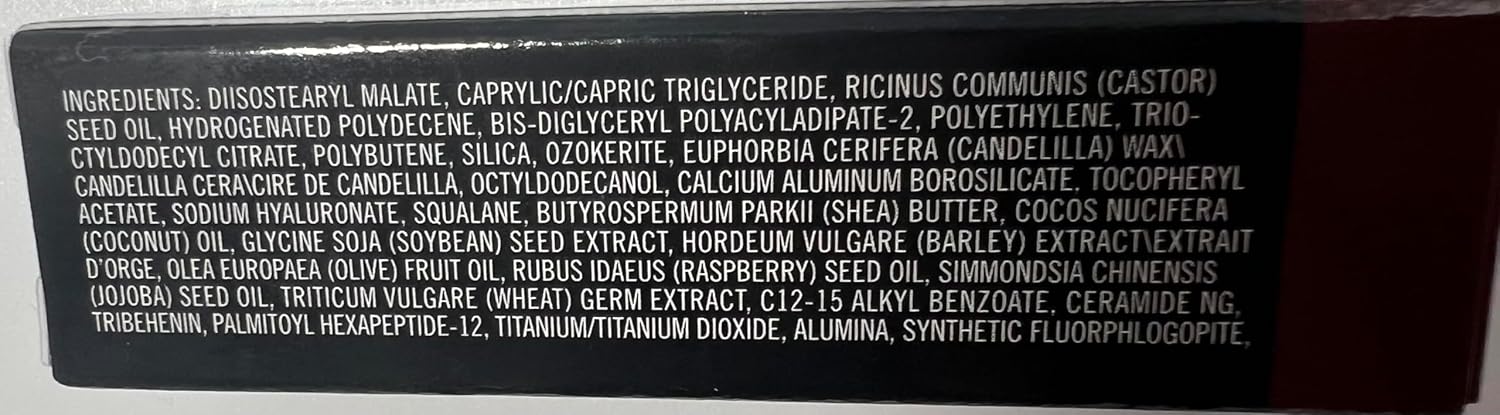 INGREDIENTS: DIISOSTEARYL MALATE, CAPRYLIC/CAPRIC TRIGLYCERIDE, RICINUS COMMUNIS (CASTOR)
SEED OIL, HYDROGENATED POLYDECENE, BIS-DIGLYCERYL POLYACYLADIPATE-2, POLYETHYLENE, TRIO-
CTYLDODECYL CITRATE, POLYBUTENE, SILICA, OZOKERITE, EUPHORBIA CERIFERA (CANDELILLA) WAX\
CANDELILLA CERA\CIRE DE CANDELILLA, OCTYLDODECANOL, CALCIUM ALUMINUM BOROSILICATE, TOCOPHERYL
ACETATE, SODIUM HYALURONATE, SQUALANE, BUTYROSPERMUM PARKII (SHEA) BUTTER, COCOS NUCIFERA
(COCONUT) OIL, GLYCINE SOJA (SOYBEAN) SEED EXTRACT, HORDEUM VULGARE (BARLEY) EXTRACT\EXTRAIT
D'ORGE, OLEA EUROPAEA (OLIVE) FRUIT OIL, RUBUS IDAEUS (RASPBERRY) SEED OIL, SIMMONDSIA CHINENSIS
(JOJOBA) SEED OIL, TRITICUM VULGARE (WHEAT) GERM EXTRACT, C12-15 ALKYL BENZOATE, CERAMIDE NG,
TRIBEHENIN, PALMITOYL HEXAPEPTIDE-12, TITANIUM/TITANIUM DIOXIDE, ALUMINA, SYNTHETIC FLUORPHLOGOPITE,